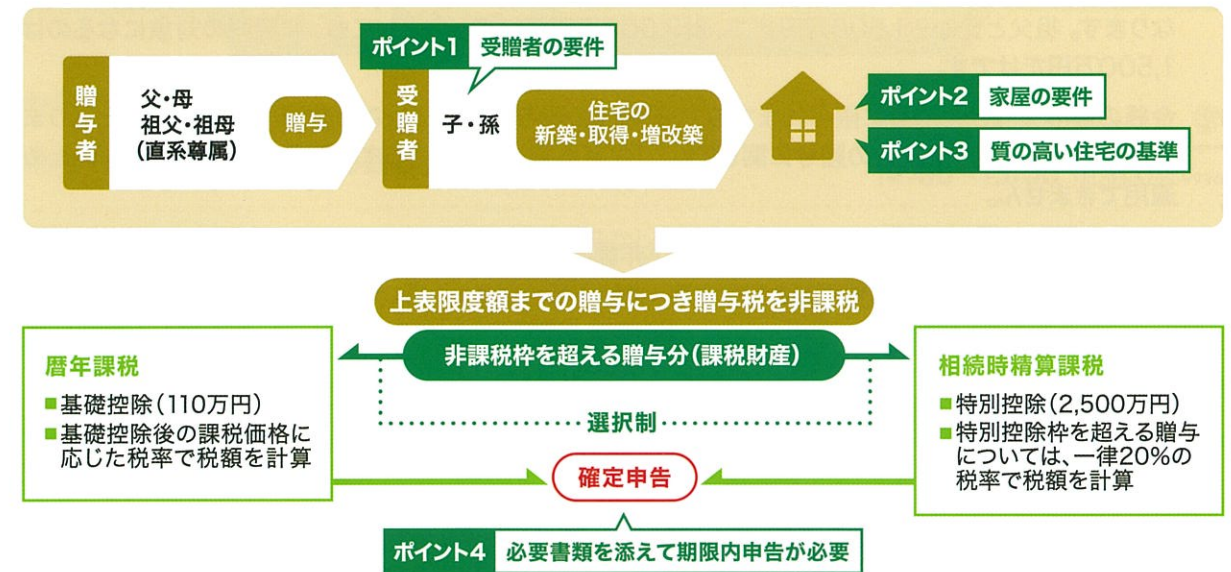 ポイント1 受贈者の要件
贈与者
父・母
祖父・祖母
(直系尊属)
贈与
受贈者
子・孫
住宅の
新築・取得・増改築
ポイント2 家屋の要件
ポイント3 質の高い住宅の基準
上表限度額までの贈与につき贈与税を非課税
非課税枠を超える贈与分(課税財産)
選択制
暦年課税
■基礎控除(110万円)
■基礎控除後の課税価格に
応じた税率で税額を計算
相続時精算課税
■特別控除(2,500万円)
■特別控除枠を超える贈与
については、一律20%の
税率で税額を計算
確定申告
ポイント4 必要書類を添えて期限内申告が必要